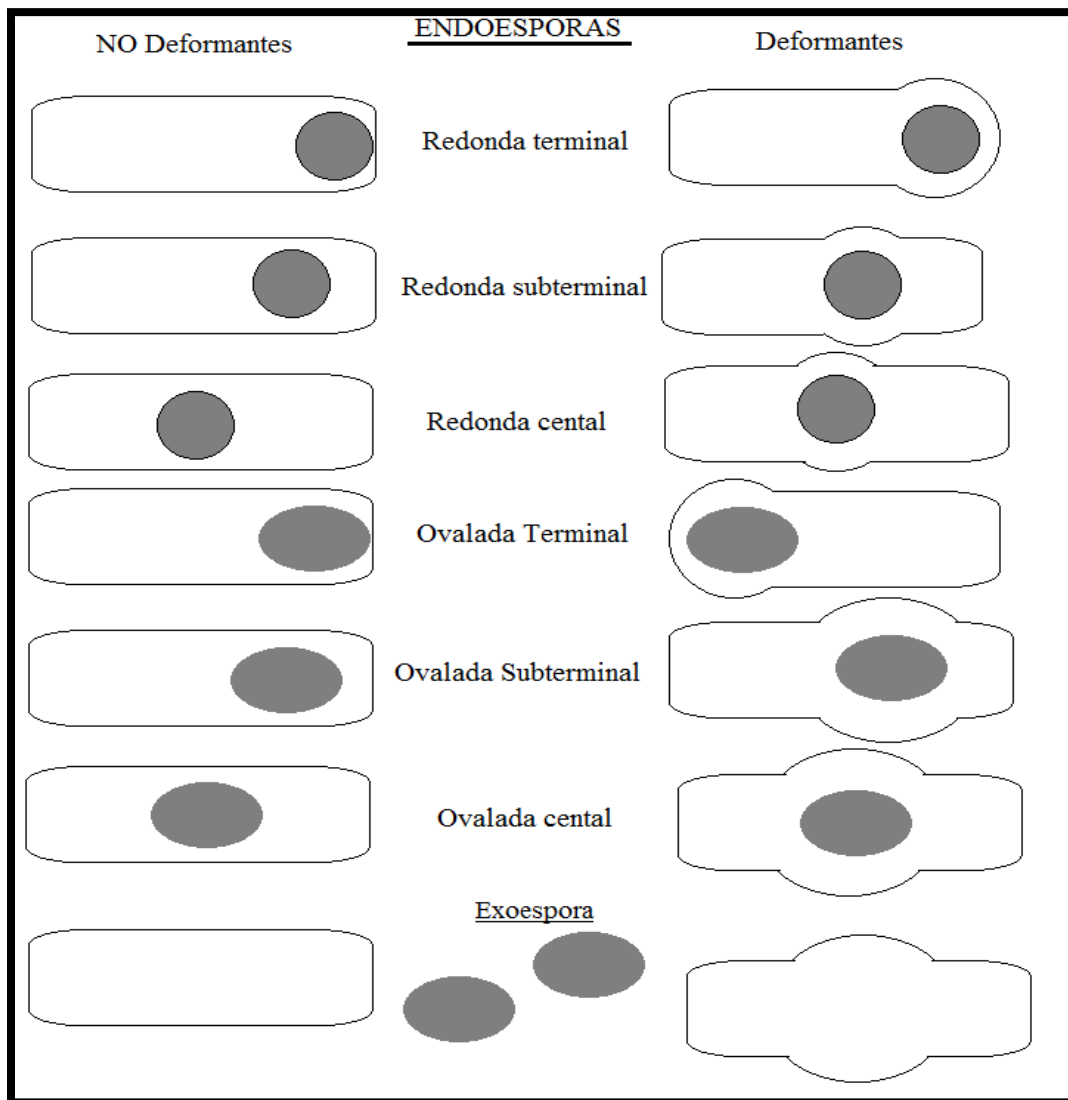 ENDOESPORAS
NO Deformantes
Deformantes
Redonda terminal
Redonda subterminal
Redonda cental
Ovalada Terminal
Ovalada Subterminal
Ovalada cental
Exoespora